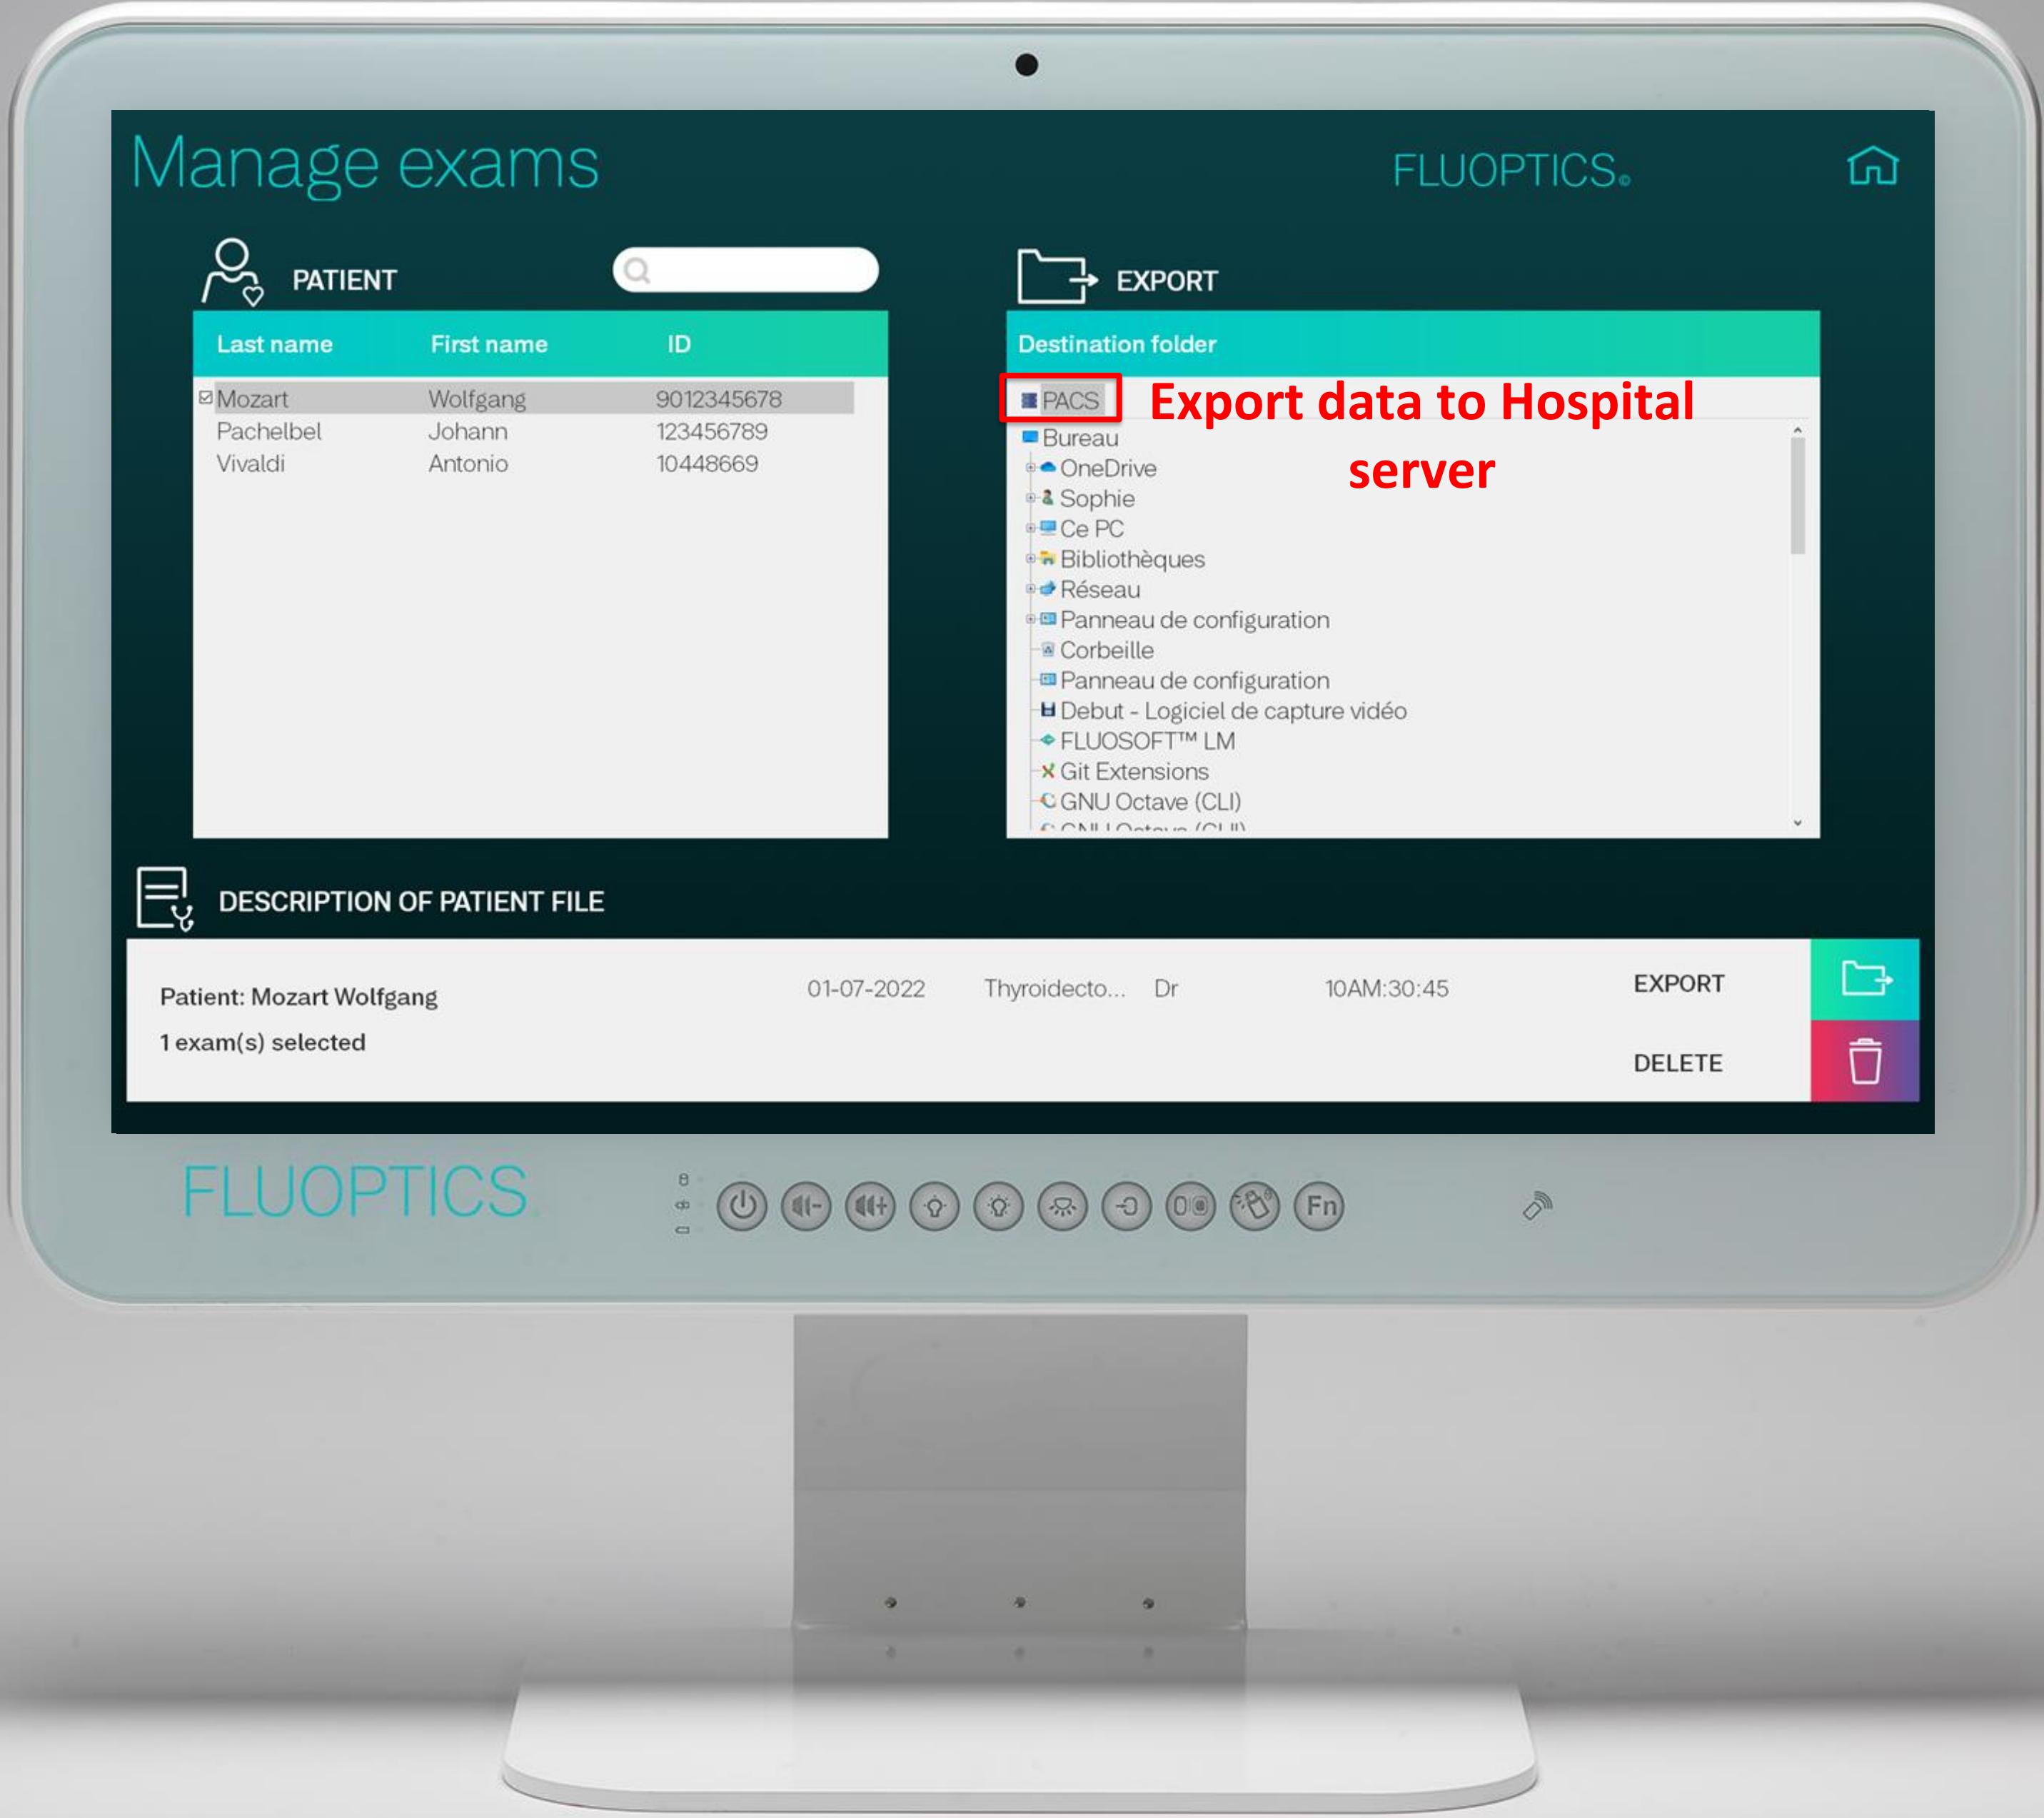 Manage exams
FLUOPTICS©
PATIENT
Last name First name ID
Mozart Wolfgang 9012345678
Pachelbel Johann 123456789
Vivaldi Antonio 10448669
EXPORT
Destination folder
PACS
Export data to Hospital
server
Bureau
OneDrive
Sophie
Ce PC
Bibliothèques
Réseau
Panneau de configuration
Corbeille
Panneau de configuration
Debut - Logiciel de capture vidéo
FLUOSOFT™ LM
Git Extensions
GNU Octave (CLI)
DESCRIPTION OF PATIENT FILE
Patient: Mozart Wolfgang 01-07-2022 Thyroidecto... Dr 10AM:30:45
1 exam(s) selected
EXPORT
DELETE
FLUOPTICS
Fn